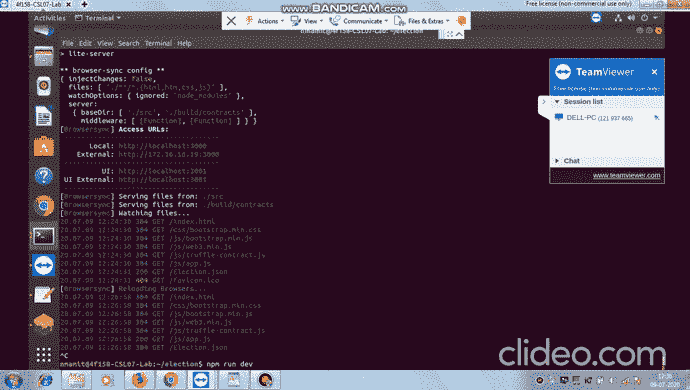 www.BANDICAM.com
4f158-CSL07-Lab
Free license (non-commercial use only)
Activities
Terminal
Actions
View
Communicate
Files & Extras
File Edit View Search Terminal Help
> lite-server
** browser-sync config **
{ injectChanges: false,
files: [ './**/*.{html,htm,css,js}' ],
watchOptions: { ignored: 'node_modules' },
server:
{ baseDir: [ './src', './build/contracts' ],
middleware: [ [Function], [Function] ] } }
[Browsersync] Access URLs:
Local: http://localhost:3000
External: http://172.16.18.19:3000
UI: http://localhost:3001
UI External: http://localhost:3001
[Browsersync] Serving files from: ./src
[Browsersync] Serving files from: ./build/contracts
[Browsersync] Watching files...
20.07.09 12:24:30 304 GET /index.html
20.07.09 12:24:30 304 GET /css/bootstrap.min.css
20.07.09 12:24:30 304 GET /js/bootstrap.min.js
20.07.09 12:24:30 304 GET /js/web3.min.js
20.07.09 12:24:30 304 GET /js/truffle-contract.js
20.07.09 12:24:30 304 GET /js/app.js
20.07.09 12:24:31 200 GET /Election.json
20.07.09 12:24:31 404 GET /favicon.ico
[Browsersync] Reloading Browsers...
20.07.09 12:26:58 304 GET /index.html
20.07.09 12:26:58 304 GET /css/bootstrap.min.css
20.07.09 12:26:58 304 GET /js/bootstrap.min.js
20.07.09 12:26:58 304 GET /js/web3.min.js
20.07.09 12:26:58 304 GET /js/truffle-contract.js
20.07.09 12:26:58 200 GET /js/app.js
20.07.09 12:26:58 304 GET /Election.json
^C
nnamit@4f158-CSL07-Lab:~/election$ npm run dev
TeamViewer
Session list
DELL-PC (121 937 665)
Chat
www.teamviewer.com
clideo.com
09-07-2020